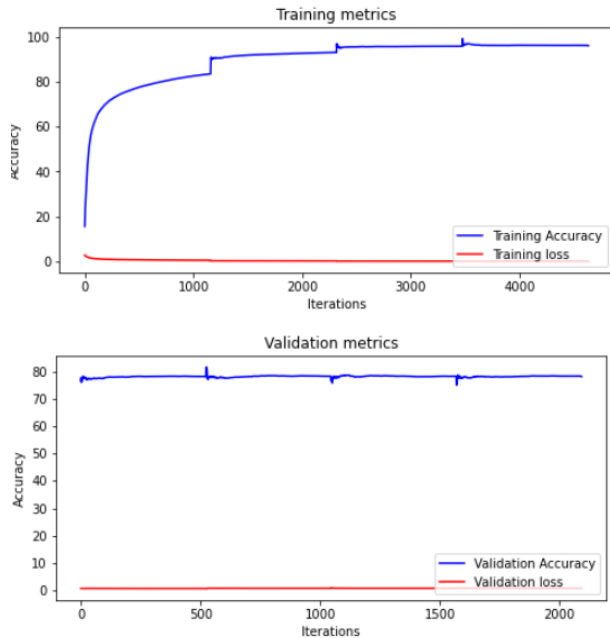 Training metrics
100
80
60
40
20
0
Accuracy
Training Accuracy
Training loss
0 1000 2000 3000 4000
Iterations
Validation metrics
80
70
60
50
40
30
20
10
0
Accuracy
Validation Accuracy
Validation loss
0 500 1000 1500 2000
Iterations